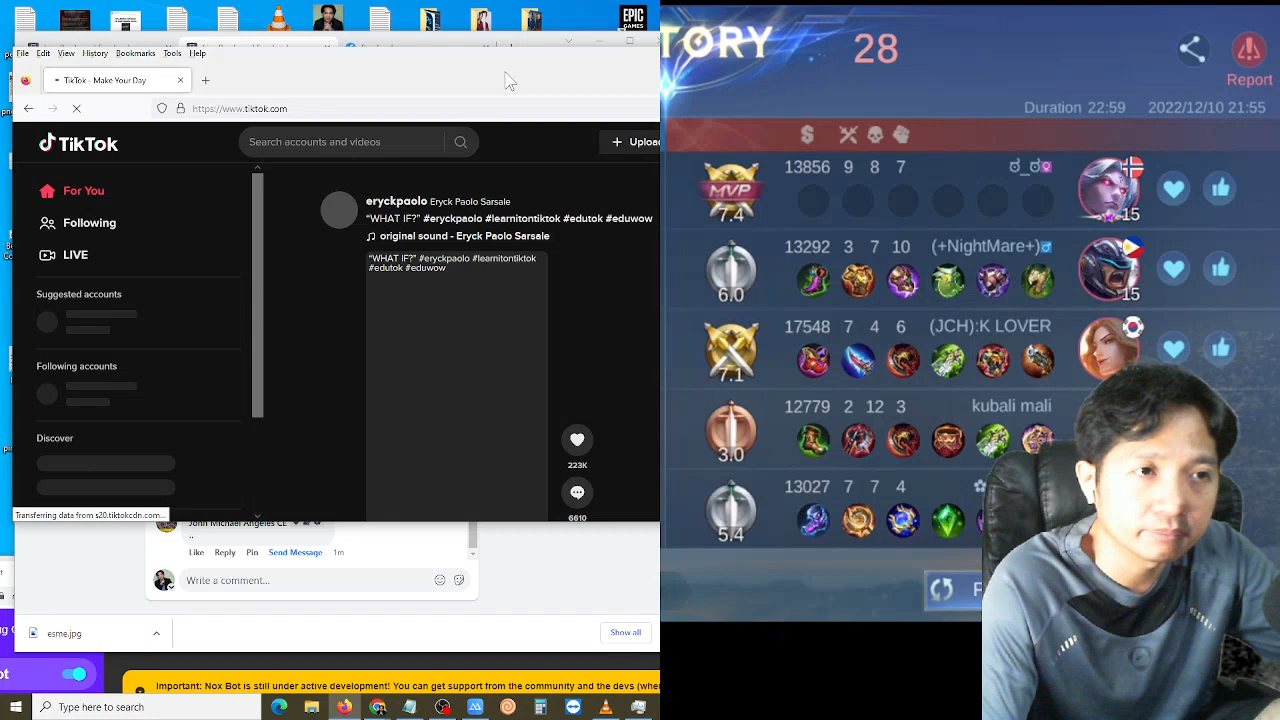 EPIC
GAMES
File Edit View History Bookmarks Tools Help
TikTok - Make Your Day
https://www.tiktok.com
TikTok
Search accounts and videos
For You
Following
LIVE
Suggested accounts
Following accounts
Discover
eryckpaolo Eryck Paolo Sarsale
"WHAT IF?" #eryckpaolo #learnitontiktok #edutok #eduwow
original sound - Eryck Paolo Sarsale
"WHAT IF?" #eryckpaolo #learnitontiktok
#edutok #eduwow
223K
6610
Transferring data from s20.tiktokcdn.com...
John Michael Angeles CE
..
Like Reply Pin Send Message 1m
Write a comment...
esme.jpg
Show all
Important: Nox Bot is still under active development! You can get support from the community and the dev (whe
Type here to search
TORY
28
Report
Duration 22:59 2022/12/10 21:55
MVP
7.4
13856 9 8 7 ಠ_ಠ
15
6.0
13292 3 7 10 (+NightMare+)
15
7.1
17548 7 4 6 (JCH):K LOVER
3.0
12779 2 12 3 kubali mali
5.4
13027 7 7 4